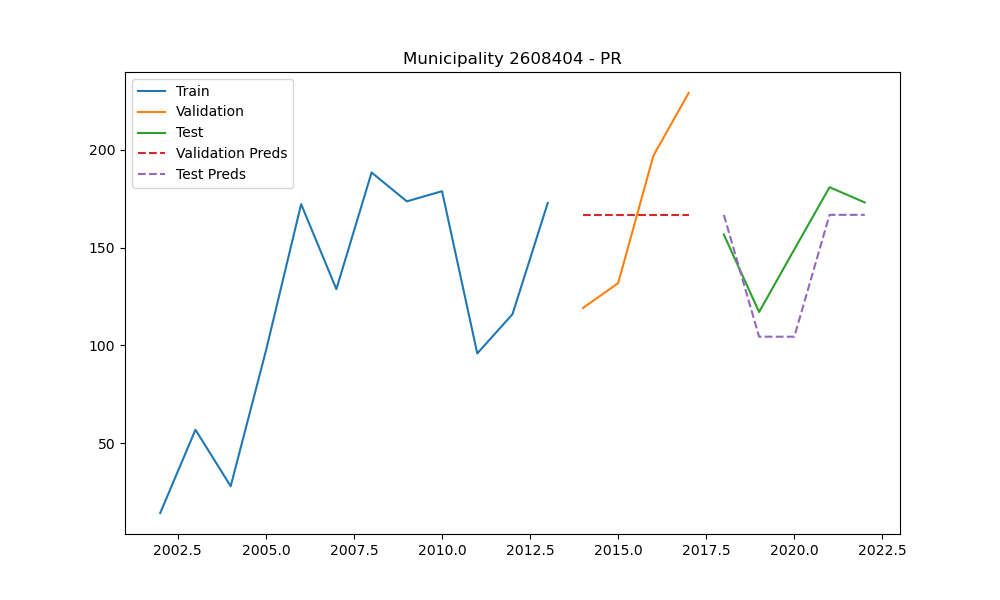 Municipality 2608404 - PR
Train
Validation
Test
Validation Preds
Test Preds
200
150
100
50
2002.5 2005.0 2007.5 2010.0 2012.5 2015.0 2017.5 2020.0 2022.5